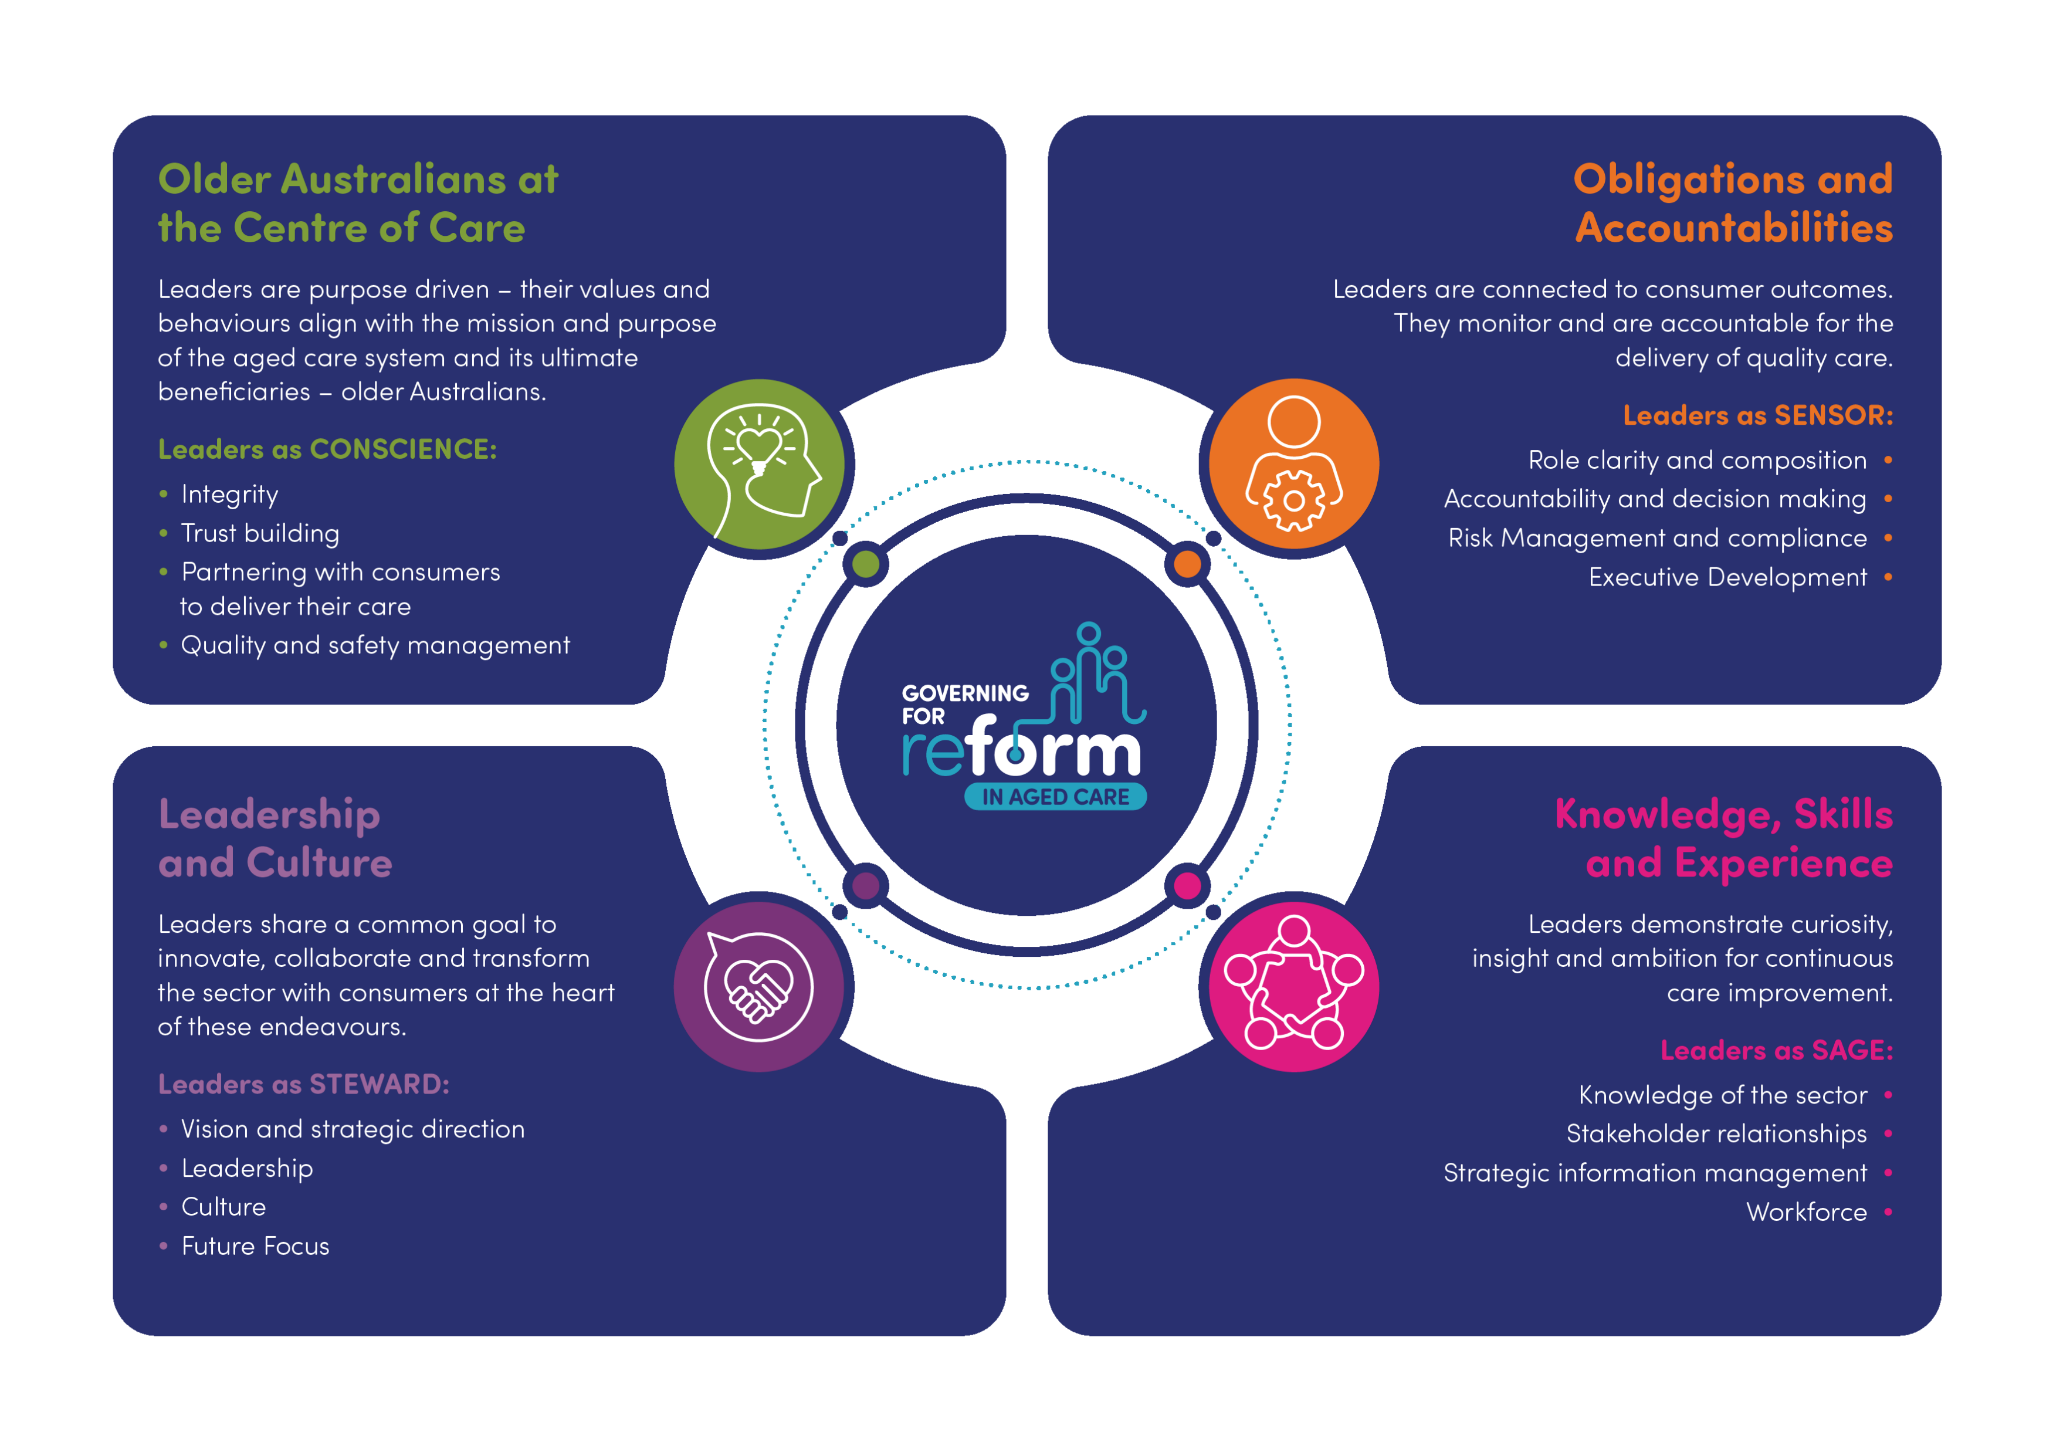 Older Australians at
the Centre of Care
Leaders are purpose driven – their values and
behaviours align with the mission and purpose
of the aged care system and its ultimate
beneficiaries – older Australians.
Leaders as CONSCIENCE:
• Integrity
• Trust building
• Partnering with consumers
to deliver their care
• Quality and safety management
Obligations and
Accountabilities
Leaders are connected to consumer outcomes.
They monitor and are accountable for the
delivery of quality care.
Leaders as SENSOR:
Role clarity and composition •
Accountability and decision making •
Risk Management and compliance •
Executive Development •
GOVERNING
FOR
reform
IN AGED CARE
Leadership
and Culture
Leaders share a common goal to
innovate, collaborate and transform
the sector with consumers at the heart
of these endeavours.
Leaders as STEWARD:
• Vision and strategic direction
• Leadership
• Culture
• Future Focus
Knowledge, Skills
and Experience
Leaders demonstrate curiosity,
insight and ambition for continuous
care improvement.
Leaders as SAGE:
Knowledge of the sector •
Stakeholder relationships •
Strategic information management •
Workforce •